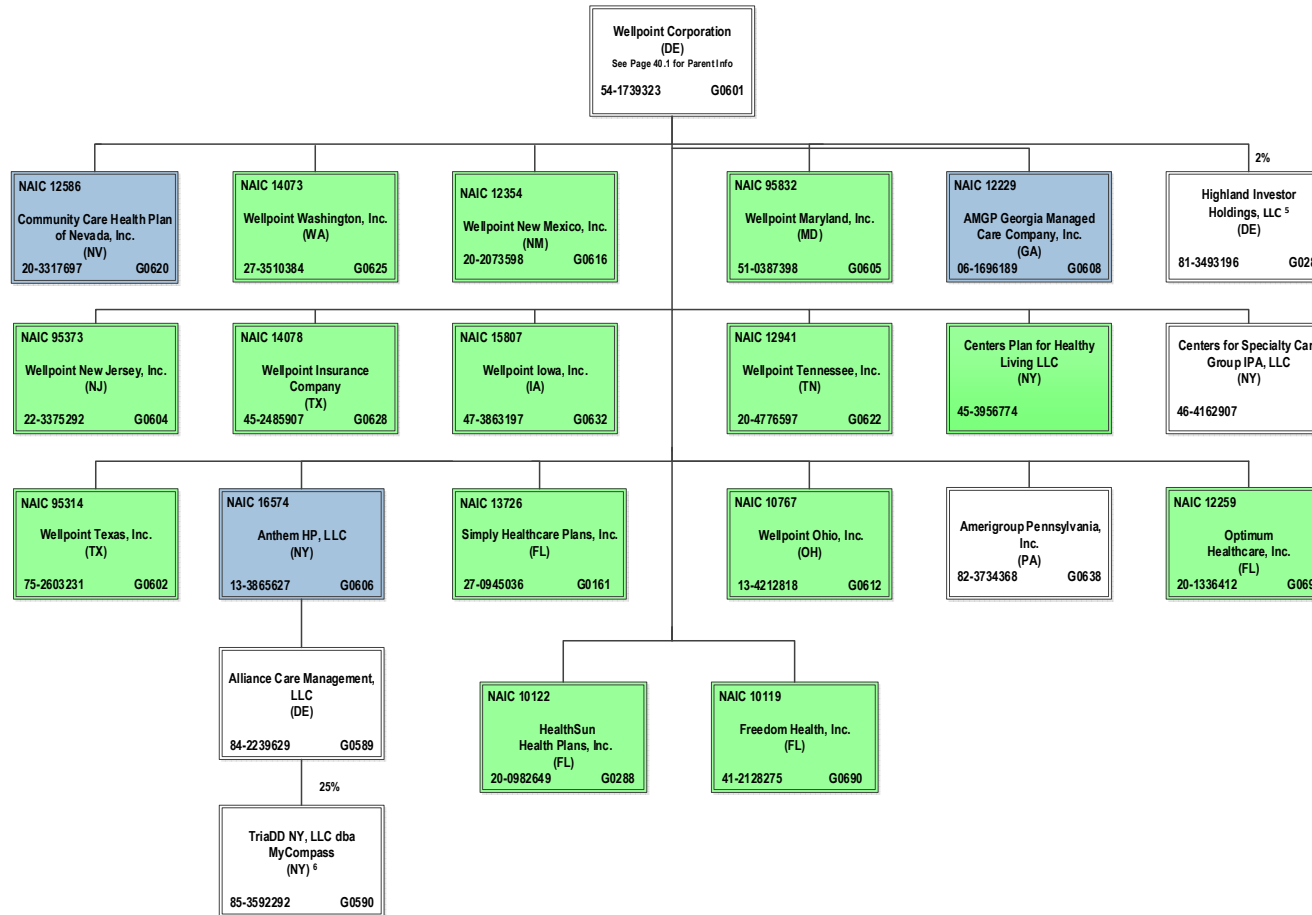 Wellpoint Corporation
(DE)
See Page 40.1 for Parent Info
54-1739323 G0601
2%
NAIC 12586
Community Care Health Plan
of Nevada, Inc.
(NV)
20-3317697 G0620
NAIC 14073
Wellpoint Washington, Inc.
(WA)
27-3510384 G0625
NAIC 12354
Wellpoint New Mexico, Inc.
(NM)
20-2073598 G0616
NAIC 95832
Wellpoint Maryland, Inc.
(MD)
51-0387398 G0605
NAIC 12229
AMGP Georgia Managed
Care Company, Inc.
(GA)
06-1696189 G0608
Highland Investor
Holdings, LLC 5
(DE)
81-3493196 G028
NAIC 95373
Wellpoint New Jersey, Inc.
(NJ)
22-3375292 G0604
NAIC 14078
Wellpoint Insurance
Company
(TX)
45-2485907 G0628
NAIC 15807
Wellpoint Iowa, Inc.
(IA)
47-3863197 G0632
NAIC 12941
Wellpoint Tennessee, Inc.
(TN)
20-4776597 G0622
Centers Plan for Healthy
Living LLC
(NY)
45-3956774
Centers for Specialty Car
Group IPA, LLC
(NY)
46-4162907
NAIC 95314
Wellpoint Texas, Inc.
(TX)
75-2603231 G0602
NAIC 16574
Anthem HP, LLC
(NY)
13-3865627 G0606
NAIC 13726
Simply Healthcare Plans, Inc.
(FL)
27-0945036 G0161
NAIC 10767
Wellpoint Ohio, Inc.
(OH)
13-4212818 G0612
Amerigroup Pennsylvania,
Inc.
(PA)
82-3734368 G0638
NAIC 12259
Optimum
Healthcare, Inc.
(FL)
20-1336412 G069
Alliance Care Management,
LLC
(DE)
84-2239629 G0589
NAIC 10122
HealthSun
Health Plans, Inc.
(FL)
20-0982649 G0288
NAIC 10119
Freedom Health, Inc.
(FL)
41-2128275 G0690
25%
TriaDD NY, LLC dba
MyCompass
(NY) 6
85-3592292 G0590